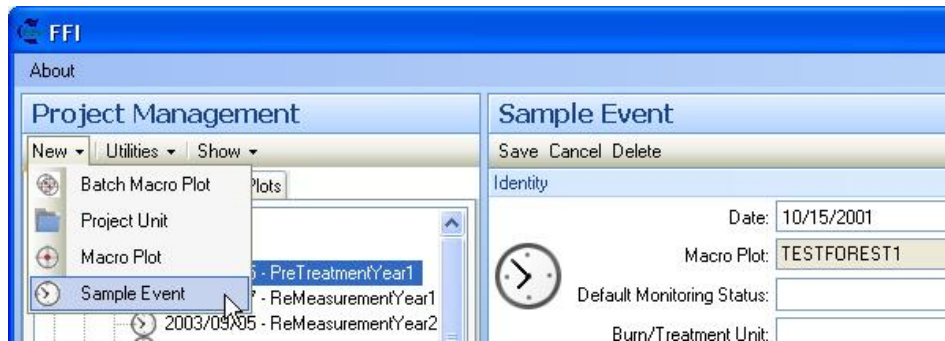 FFI
About
Project Management
New Utilities Show
Batch Macro Plot
Plots
Project Unit
Macro Plot
5 - PreTreatmentYear1
Sample Event
7 - ReMeasurementYear1
2003/09/05 - ReMeasurementYear2
Sample Event
Save Cancel Delete
Identity
Date: 10/15/2001
Macro Plot: TESTFOREST1
Default Monitoring Status:
Burn/Treatment Unit: